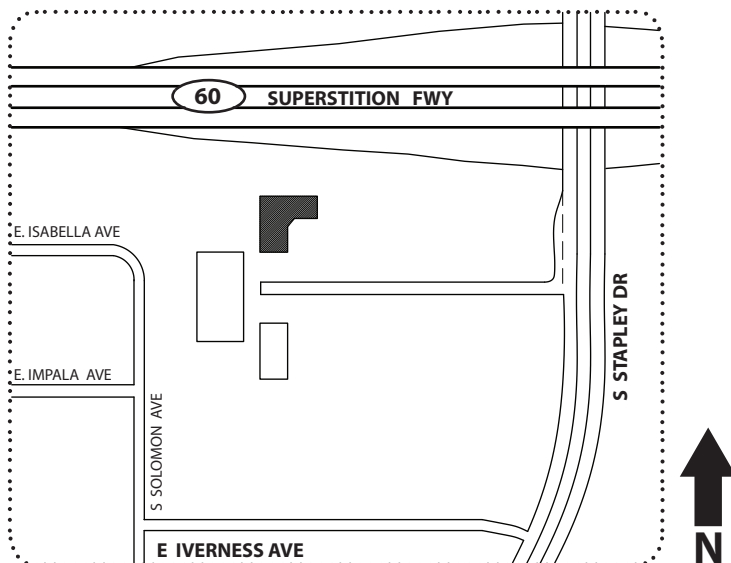 60 SUPERSTITION FWY
E. ISABELLA AVE
S STAPLEY DR
E. IMPALA AVE
S SOLOMON AVE
E IVERNESS AVE
N